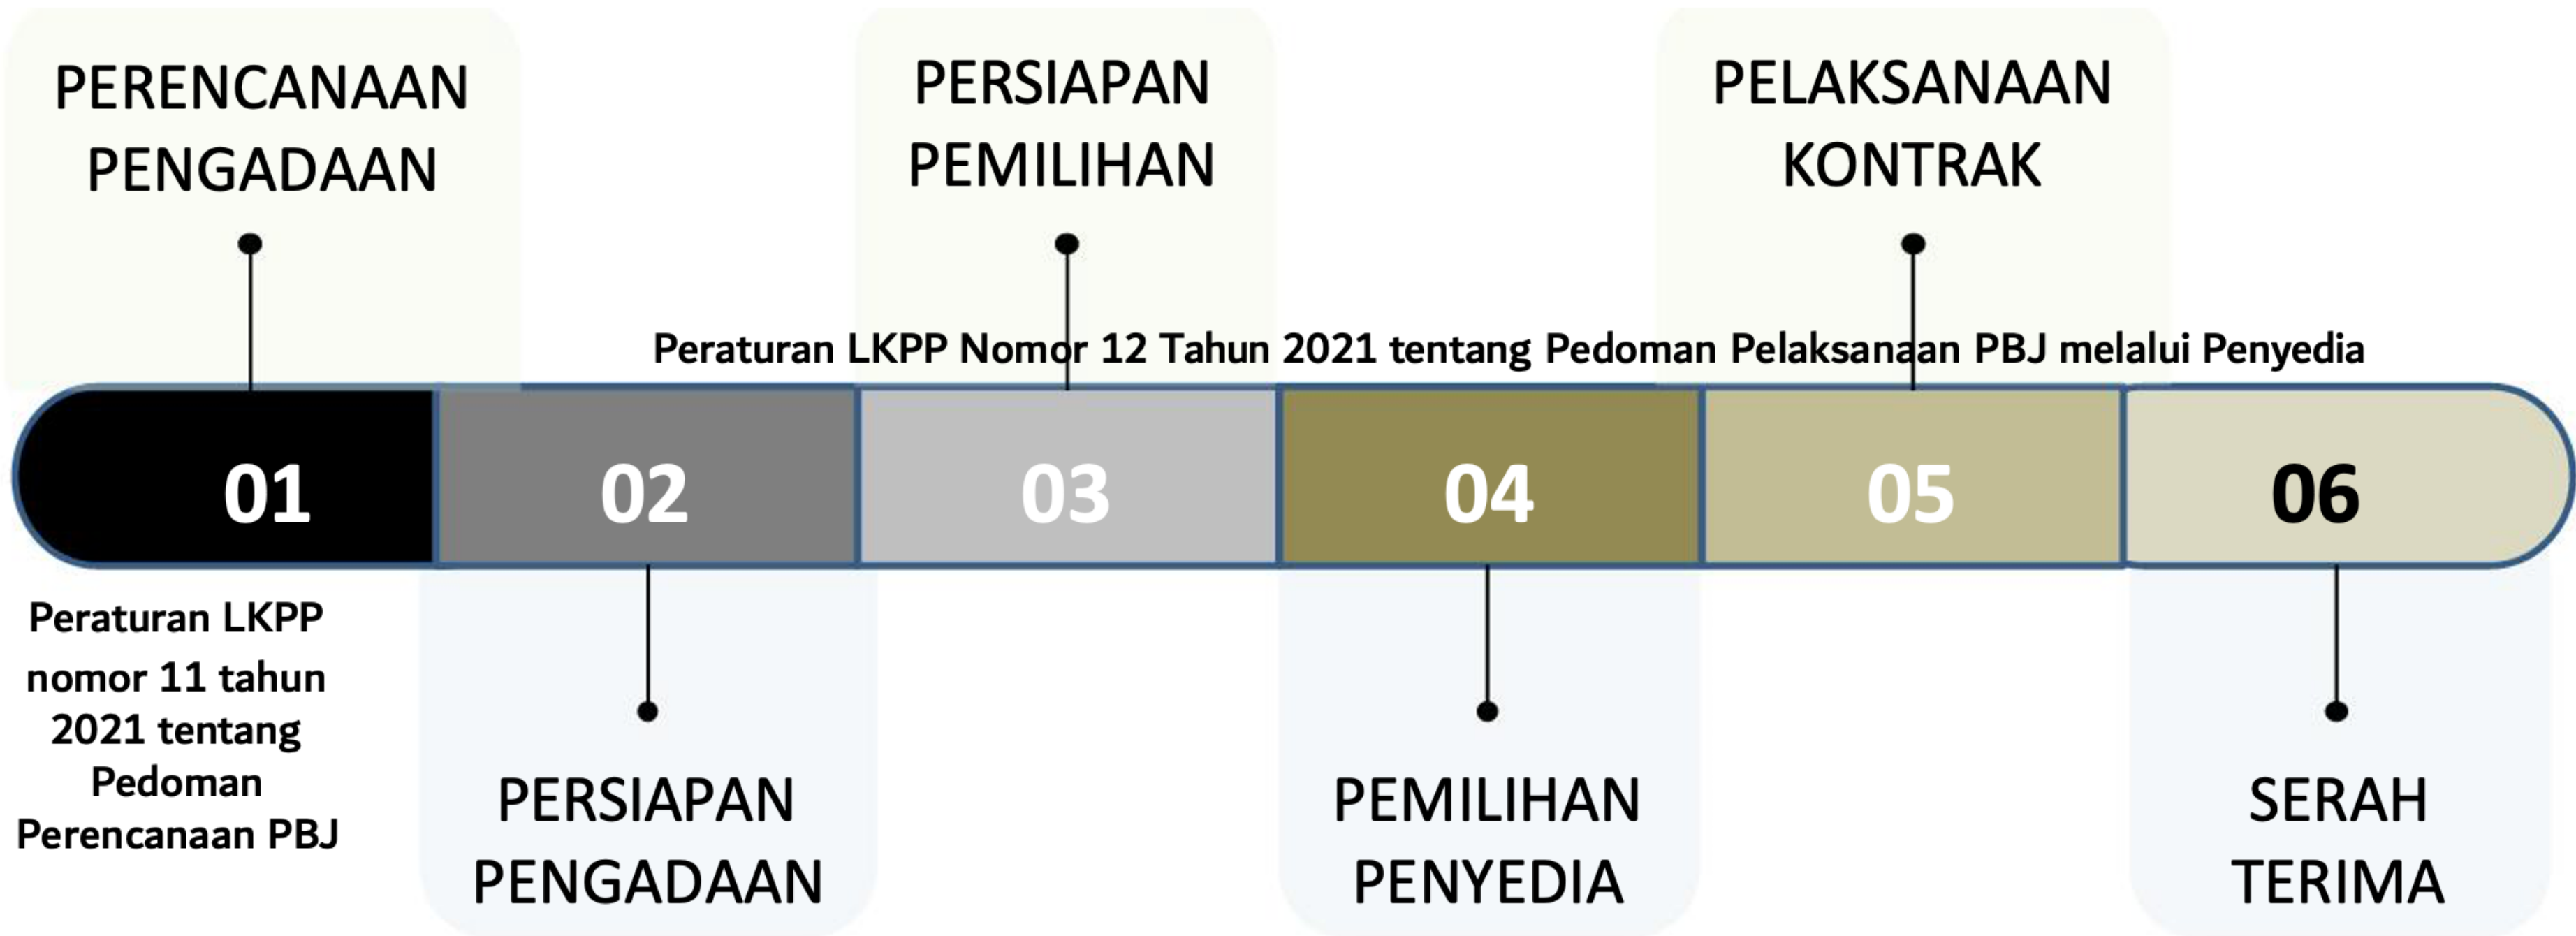 PERENCANAAN
PENGADAAN
PERSIAPAN
PEMILIHAN
PELAKSANAAN
KONTRAK
Peraturan LKPP Nomor 12 Tahun 2021 tentang Pedoman Pelaksanaan PBJ melalui Penyedia
01
02
03
04
05
06
Peraturan LKPP
nomor 11 tahun
2021 tentang
Pedoman
Perencanaan PBJ
PERSIAPAN
PENGADAAN
PEMILIHAN
PENYEDIA
SERAH
TERIMA